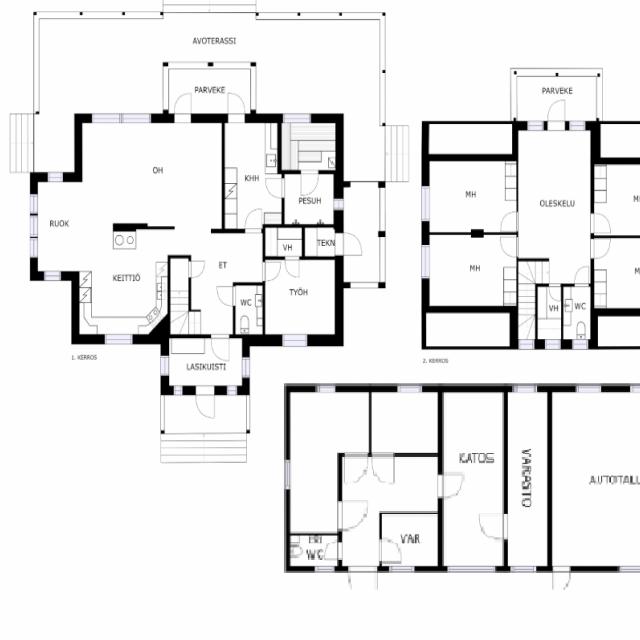 AVOTERASSI
PARVEKE
PARVEKE
OH
KHH
PESUH
RUOK
MH
OLESKELU
KEITTIÖ
ET
VH
TEKN
MH
TYÖH
WC
VH
WC
LASIKUISTI
1. KERROS
2. KERROS
KATOS
VARASTO
AUTOTALL
VAR
WC